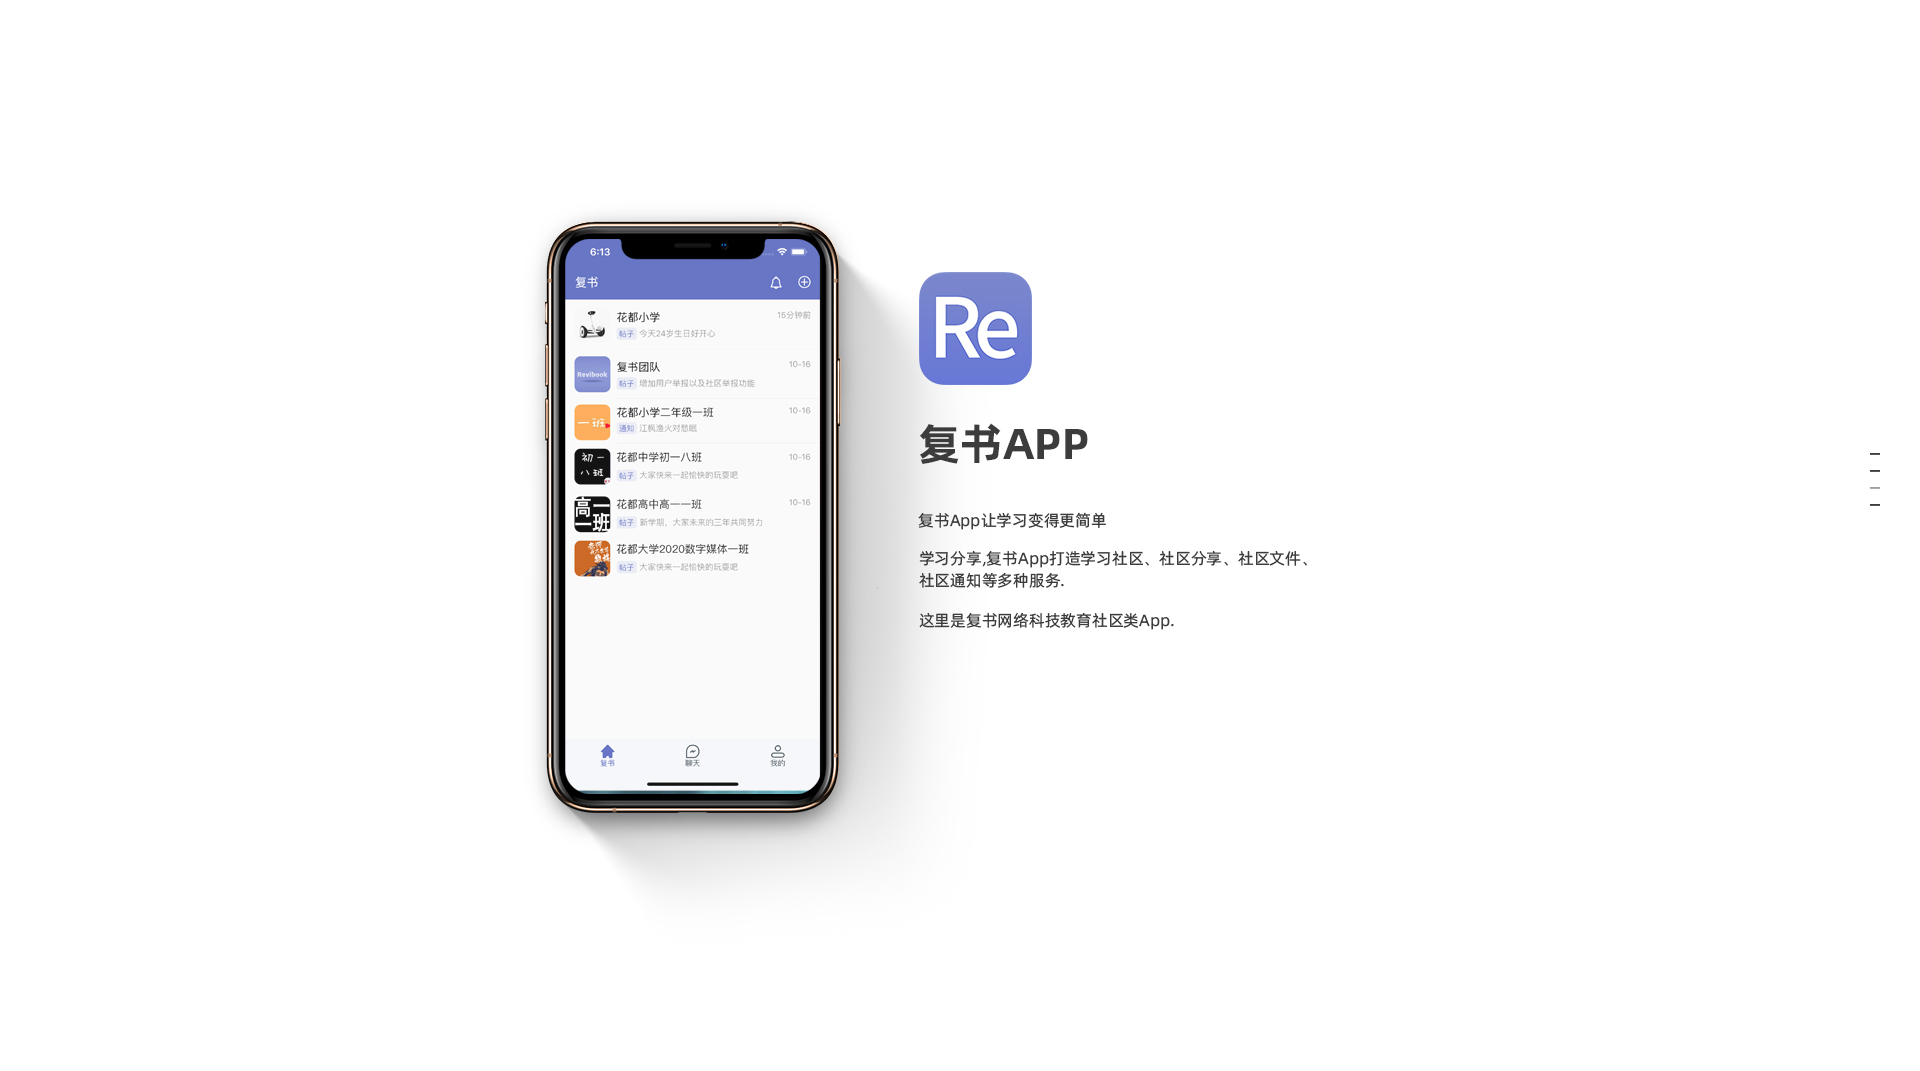 6:13
复书
花都小学
15分钟前
帖子 今天24岁生日好开心
Revibook
复书团队
10-16
帖子 增加用户举报以及社区举报功能
一班
花都小学二年级一班
10-16
通知 江枫渔火对愁眠
初一
八班
花都中学初一八班
10-16
帖子 大家快来一起愉快的玩耍吧
高一
一班
花都高中高一一班
10-16
帖子 新学期，大家未来的三年共同努力
花都大学2020数字媒体一班
帖子 大家快来一起愉快的玩耍吧
复书
聊天
我的
Re
复书APP
复书App让学习变得更简单
学习分享,复书App打造学习社区、社区分享、社区文件、
社区通知等多种服务.
这里是复书网络科技教育社区类App.